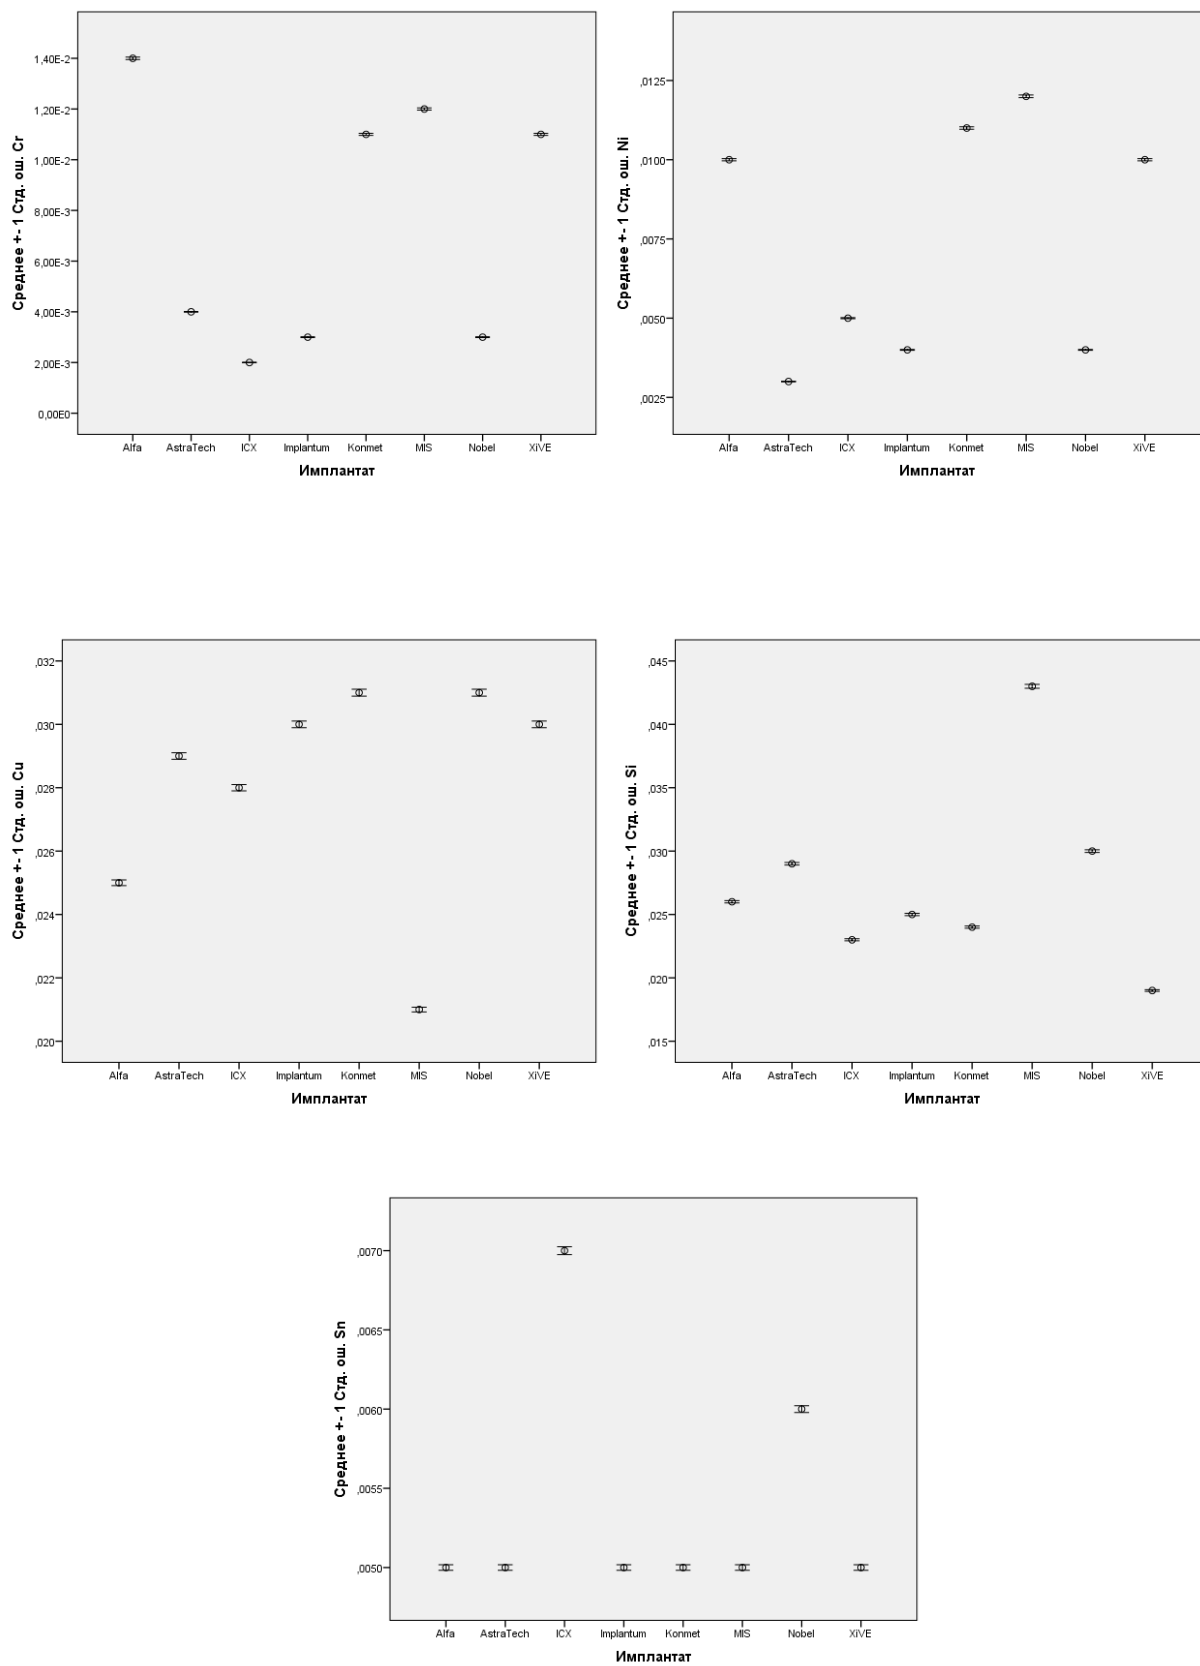 Среднее +- 1 Стд. ош. Cr
1,40E-2
1,20E-2
1,00E-2
8,00E-3
6,00E-3
4,00E-3
2,00E-3
0,00E0
Alfa AstraTech ICX Implantum Konmet MIS Nobel XiVE
Имплантат
Среднее +- 1 Стд. ош. Ni
,0125
,0100
,0075
,0050
,0025
Alfa AstraTech ICX Implantum Konmet MIS Nobel XiVE
Имплантат
Среднее +- 1 Стд. ош. Cu
,032
,030
,028
,026
,024
,022
,020
Alfa AstraTech ICX Implantum Konmet MIS Nobel XiVE
Имплантат
Среднее +- 1 Стд. ош. Si
,045
,040
,035
,030
,025
,020
,015
Alfa AstraTech ICX Implantum Konmet MIS Nobel XiVE
Имплантат
Среднее +- 1 Стд. ош. Sn
,0070
,0065
,0060
,0055
,0050
Alfa AstraTech ICX Implantum Konmet MIS Nobel XiVE
Имплантат